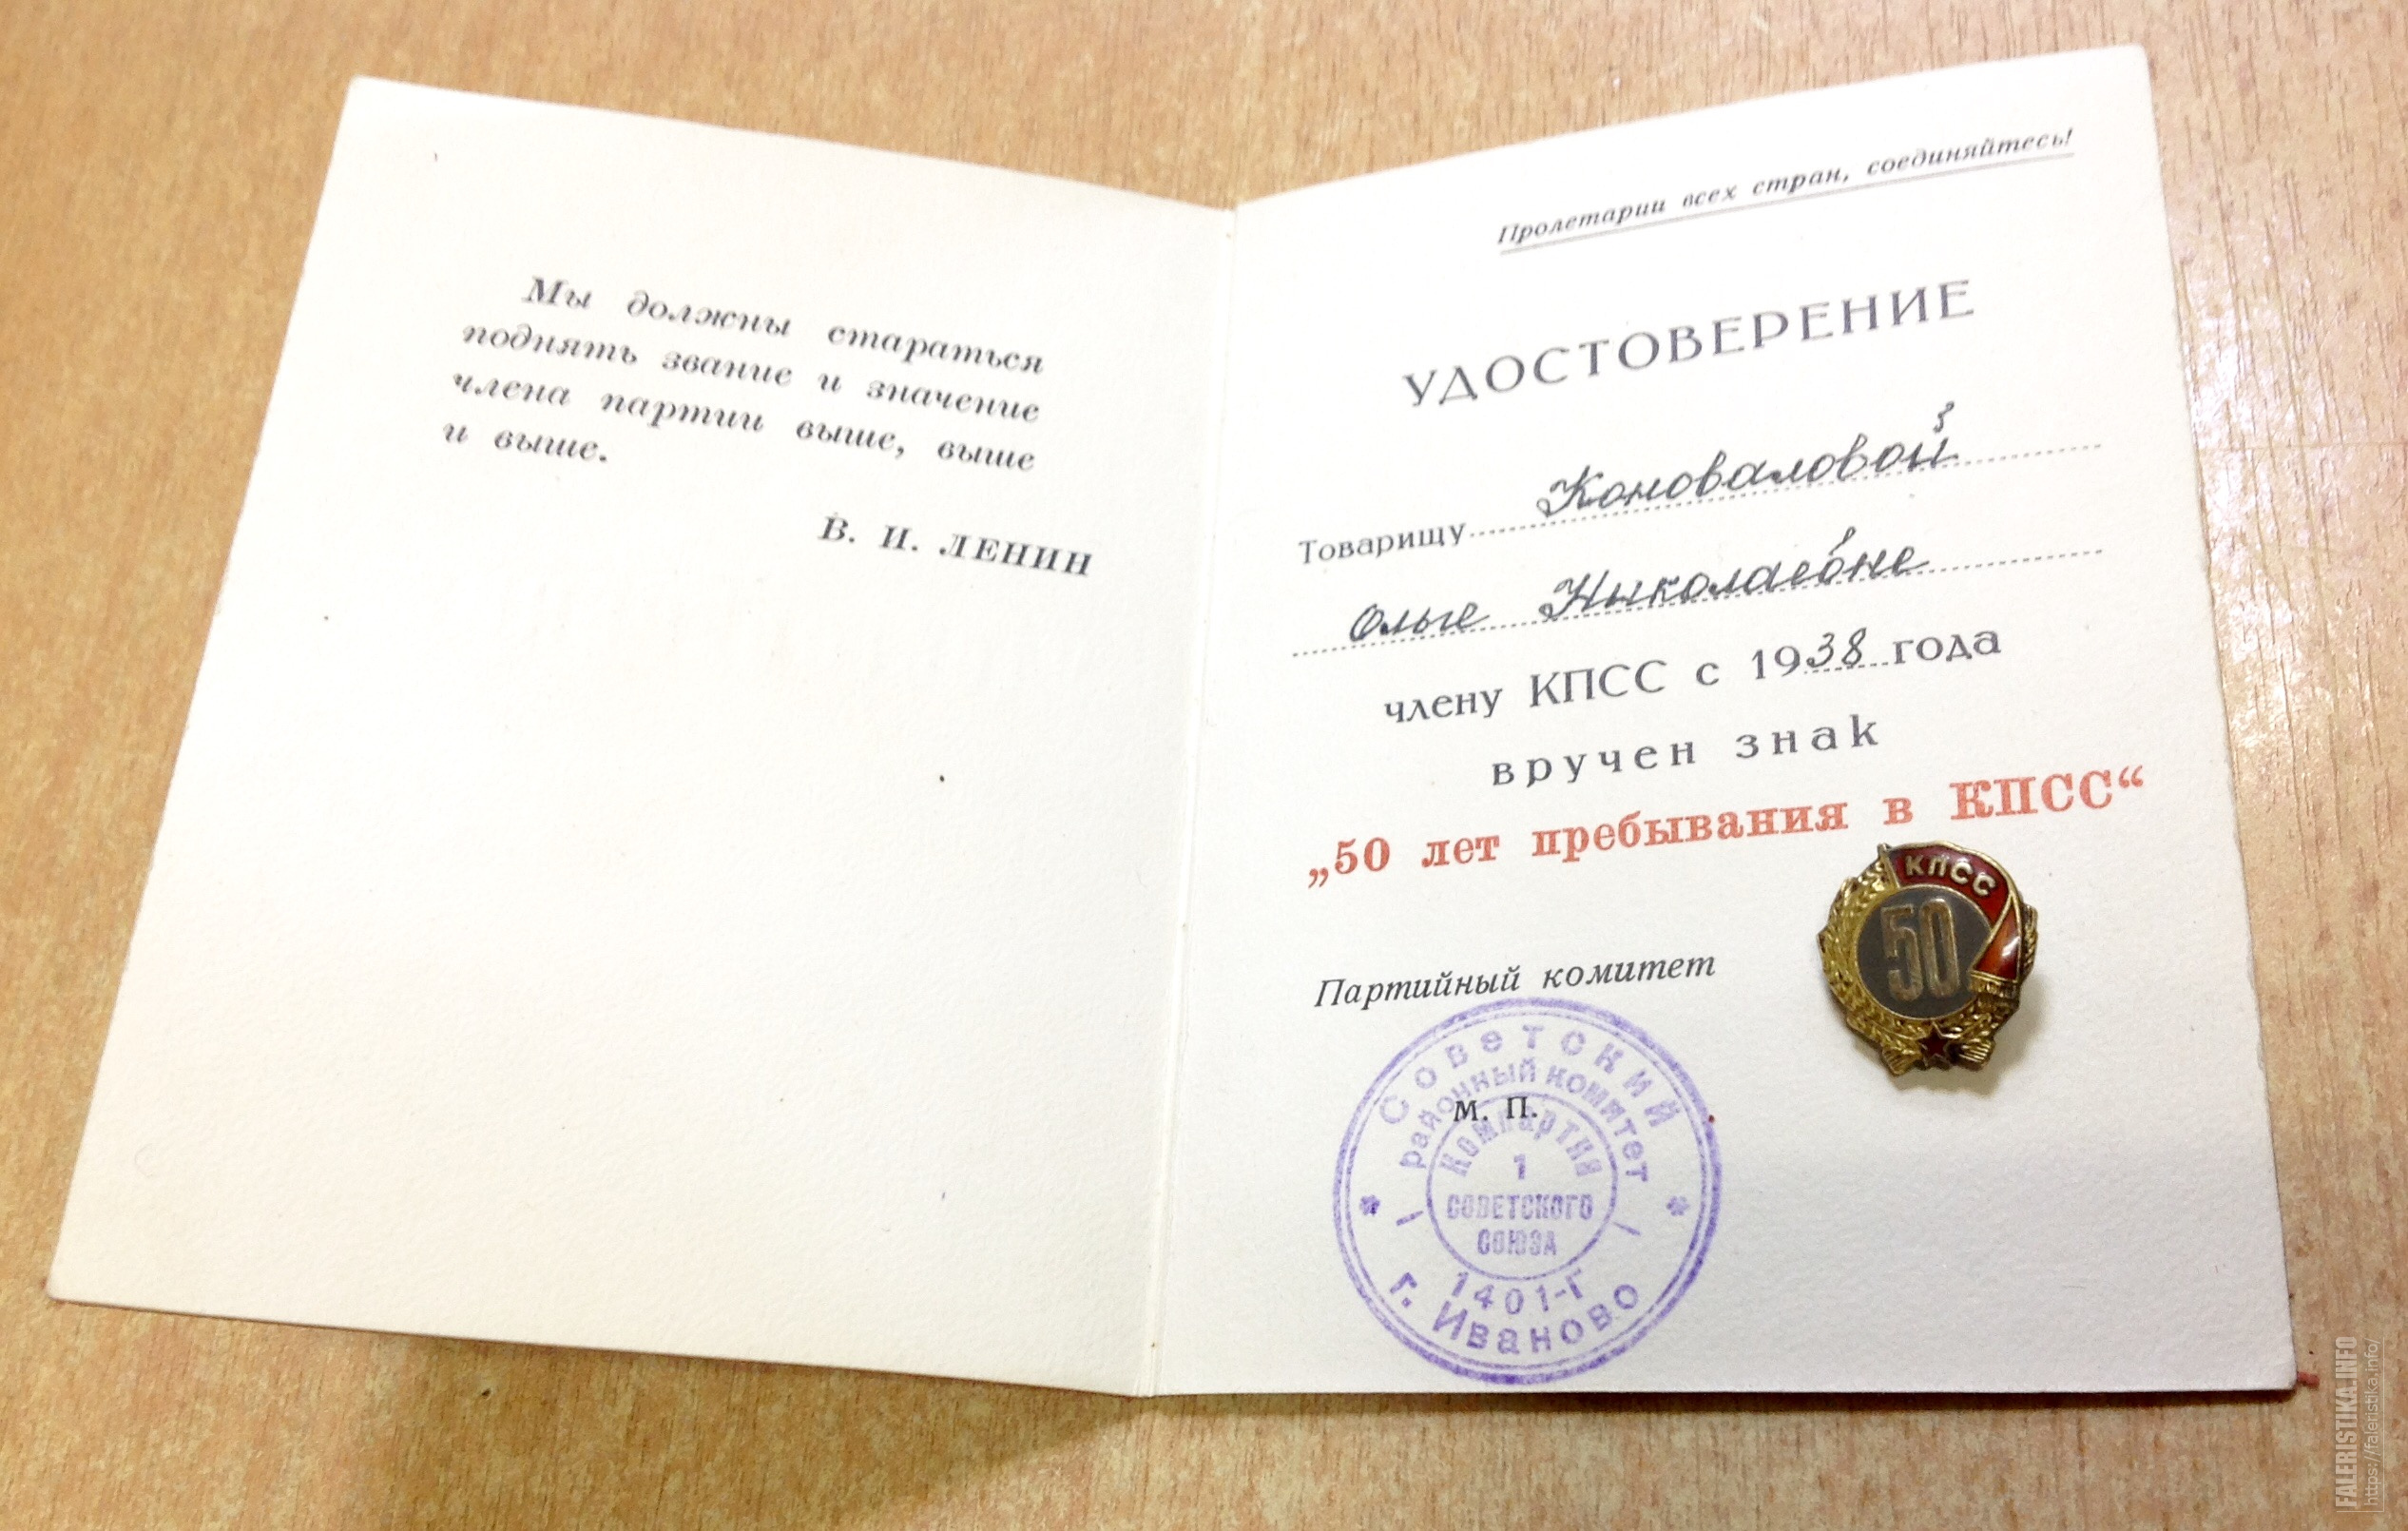 Мы должны стараться
поднять звание и значение
члена партии выше, выше
и выше.
В. И. ЛЕНИН
Пролетарии всех стран, соединяйтесь!
УДОСТОВЕРЕНИЕ
Товарищу Коноваловой
Ольге Николаевне
члену КПСС с 1938 года
вручен знак
„50 лет пребывания в КПСС“
КПСС
50
Партийный комитет
М. П.
Советский
районный комитет
Компартии
1
СОВЕТСКОГО
СОЮЗА
1401-Г
г. Иваново
FALERISTIKA.INFO
https://faleristika.info/